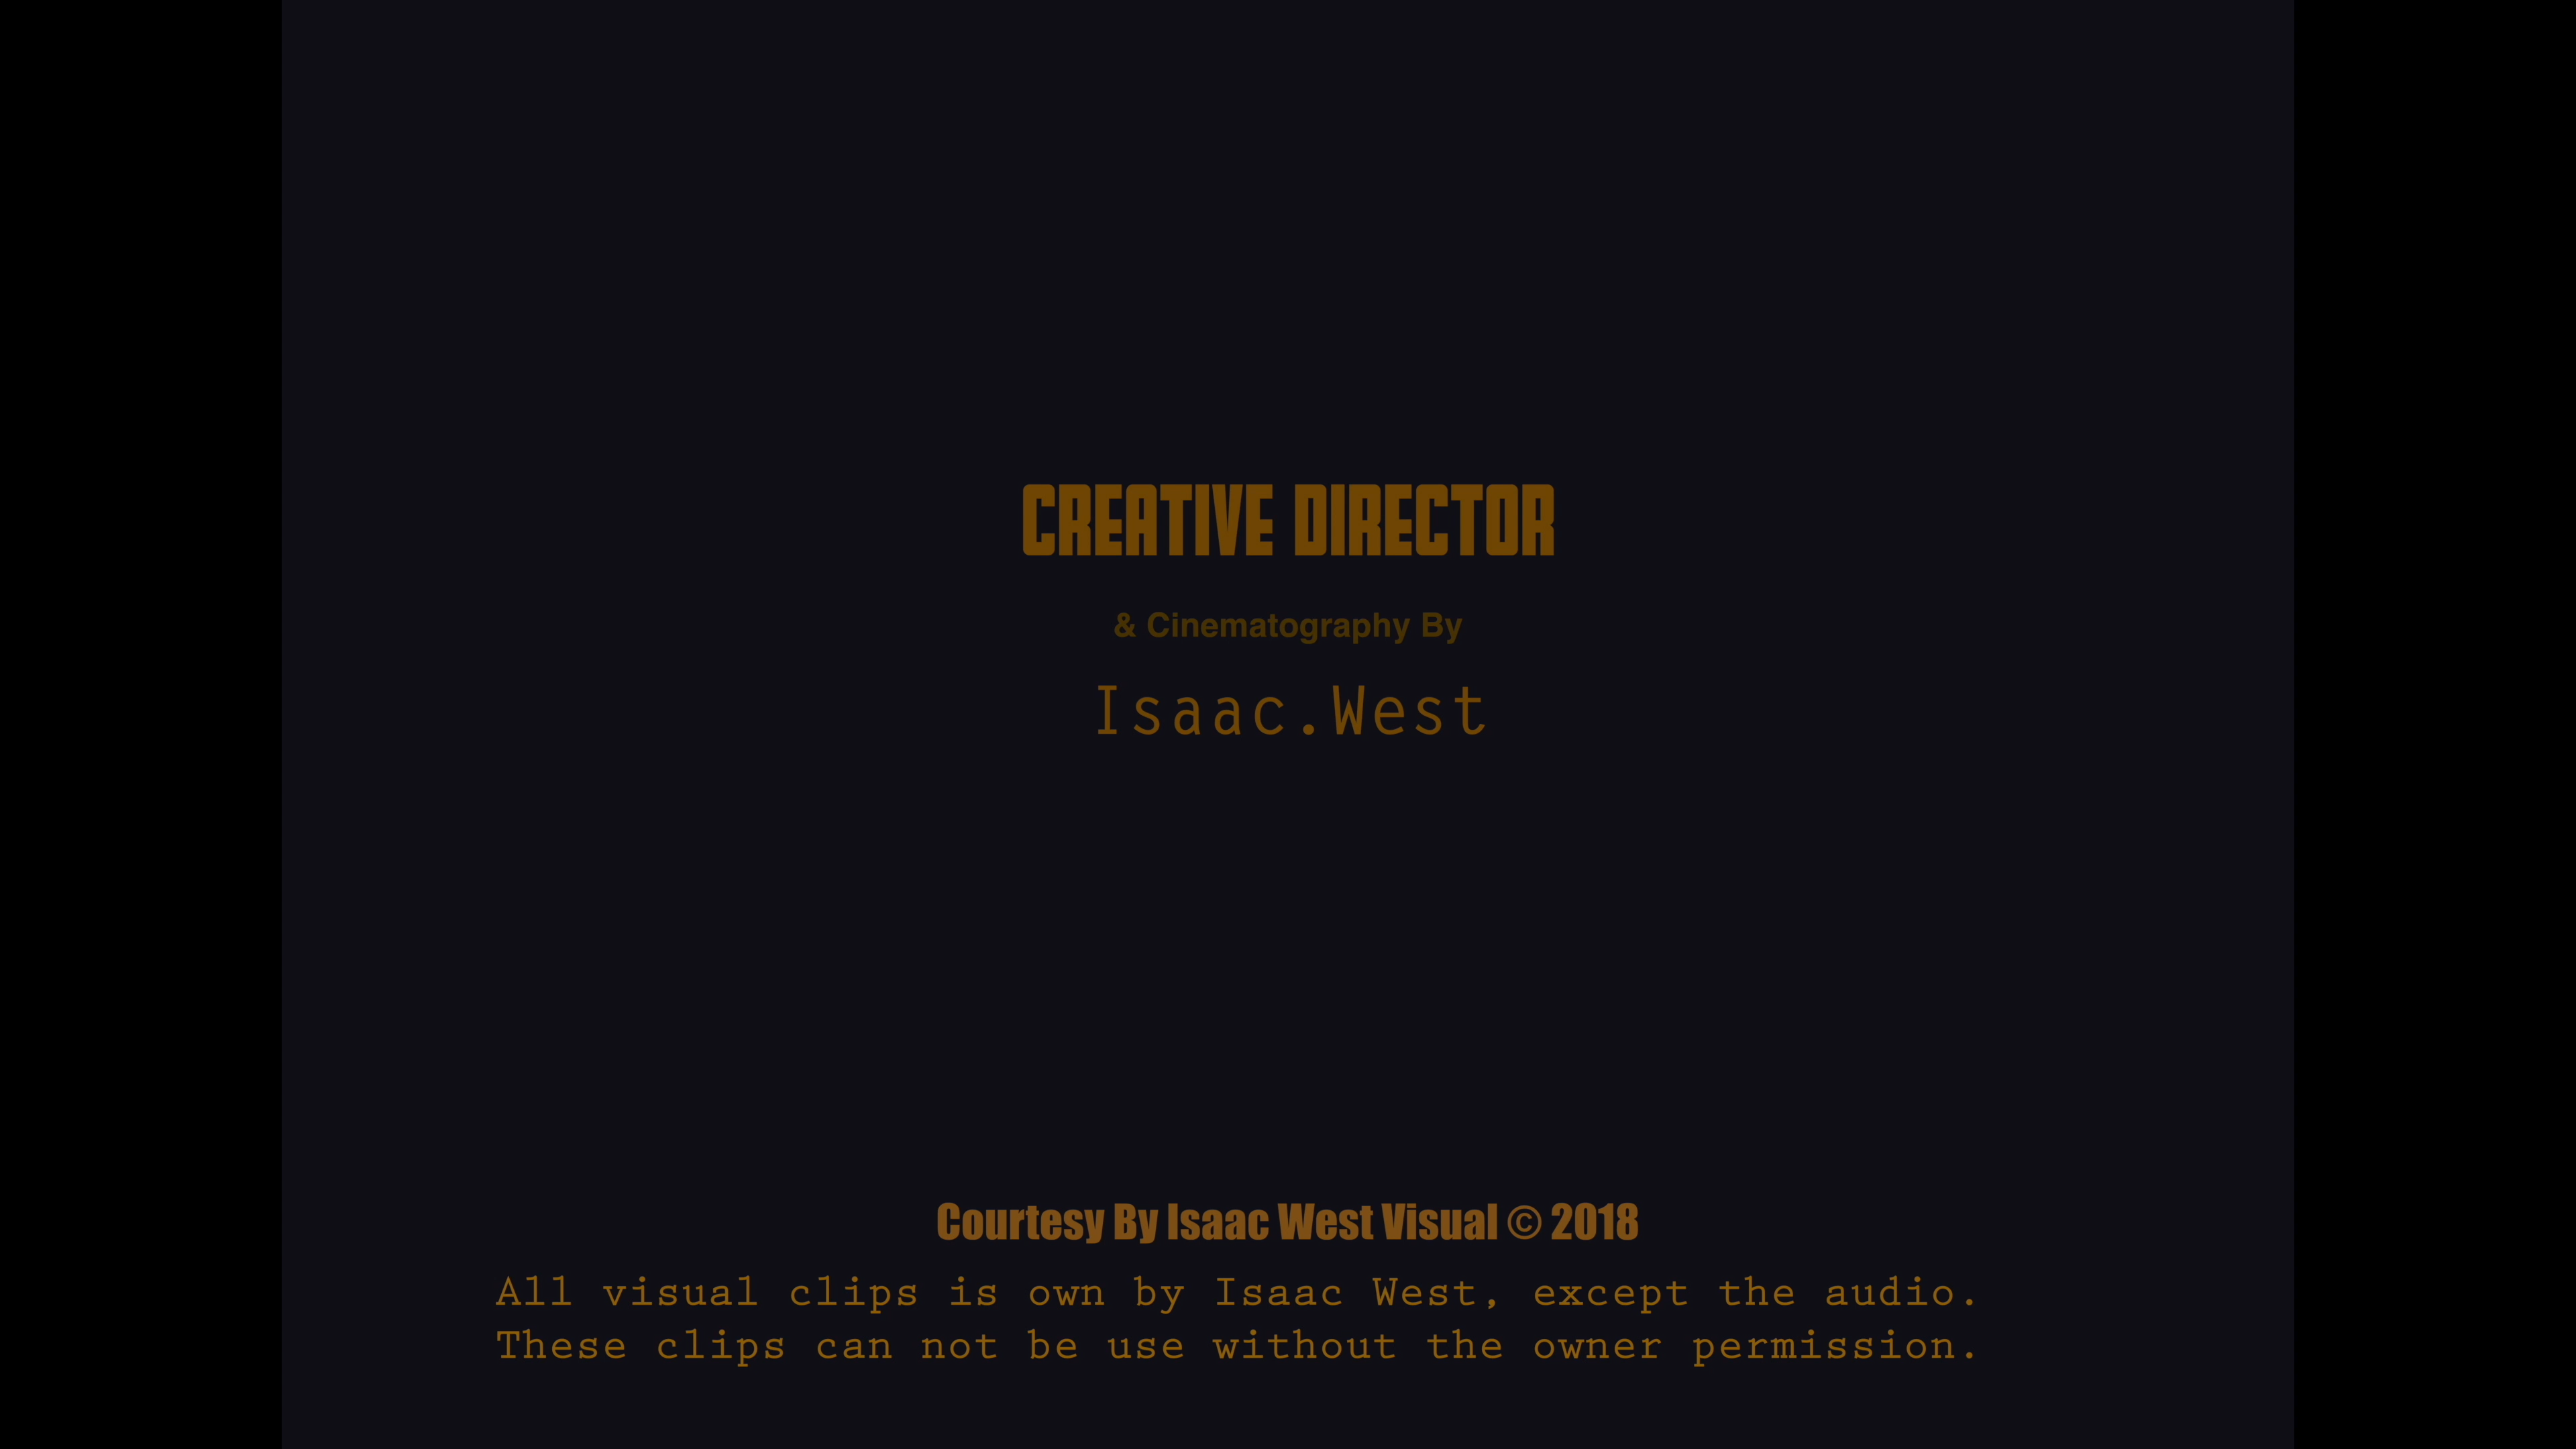 CREATIVE DIRECTOR
& Cinematography By
Isaac.West
Courtesy By Isaac West Visual © 2018
All visual clips is own by Isaac West, except the audio.
These clips can not be use without the owner permission.